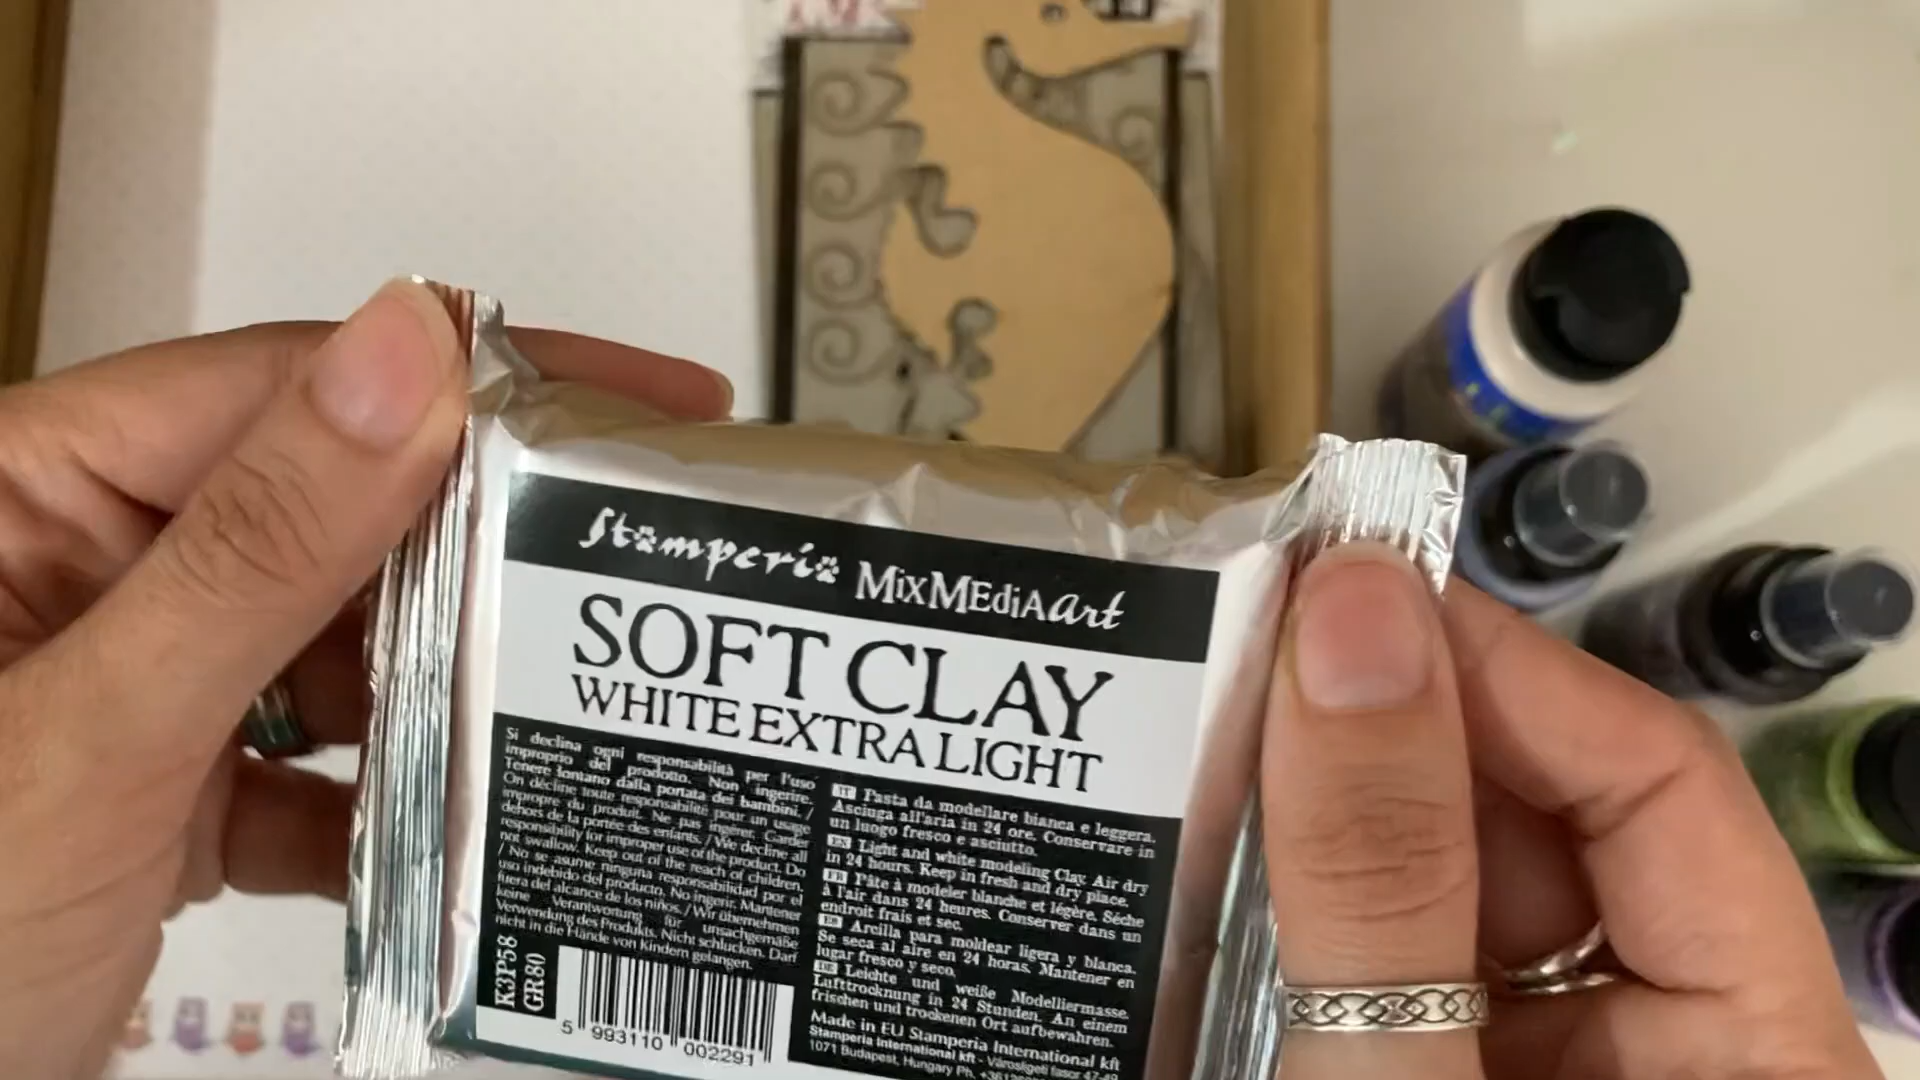 Stamperia MixMEdiAArt
SOFT CLAY
WHITE EXTRA LIGHT
Si declina ogni responsabilità per l'uso
improprio del prodotto. Non ingerire.
Tenere lontano dalla portata dei bambini. /
On décline toute responsabilité pour un usage
impropre du produit. Ne pas ingérer. Garder
dehors de la portée des enfants. / We decline all
responsibility for improper use of the product. Do
not swallow. Keep out of the reach of children.
/ No se asume ninguna responsabilidad por el
uso indebido del producto. No ingerir. Mantener
fuera del alcance de los niños. / Wir übernehmen
keine Verantwortung für unsachgemäße
Verwendung des Produkts. Nicht schlucken. Darf
nicht in die Hände von Kindern gelangen.
K3P58
GR80
5 993110 002291
IT Pasta da modellare bianca e leggera.
Asciuga all'aria in 24 ore. Conservare in
un luogo fresco e asciutto.
EN Light and white modeling Clay. Air dry
in 24 hours. Keep in fresh and dry place.
FR Pâte à modeler blanche et légère. Séche
à l'air dans 24 heures. Conserver dans un
endroit frais et sec.
ES Arcilla para moldear ligera y blanca.
Se seca al aire en 24 horas. Mantener en
lugar fresco y seco.
DE Leichte und weiße Modelliermasse.
Lufttrocknung in 24 Stunden. An einem
frischen und trockenen Ort aufbewahren.
Made in EU Stamperia International kft
Stamperia International kft - Városligeti fasor 47-49
1071 Budapest, Hungary Ph.